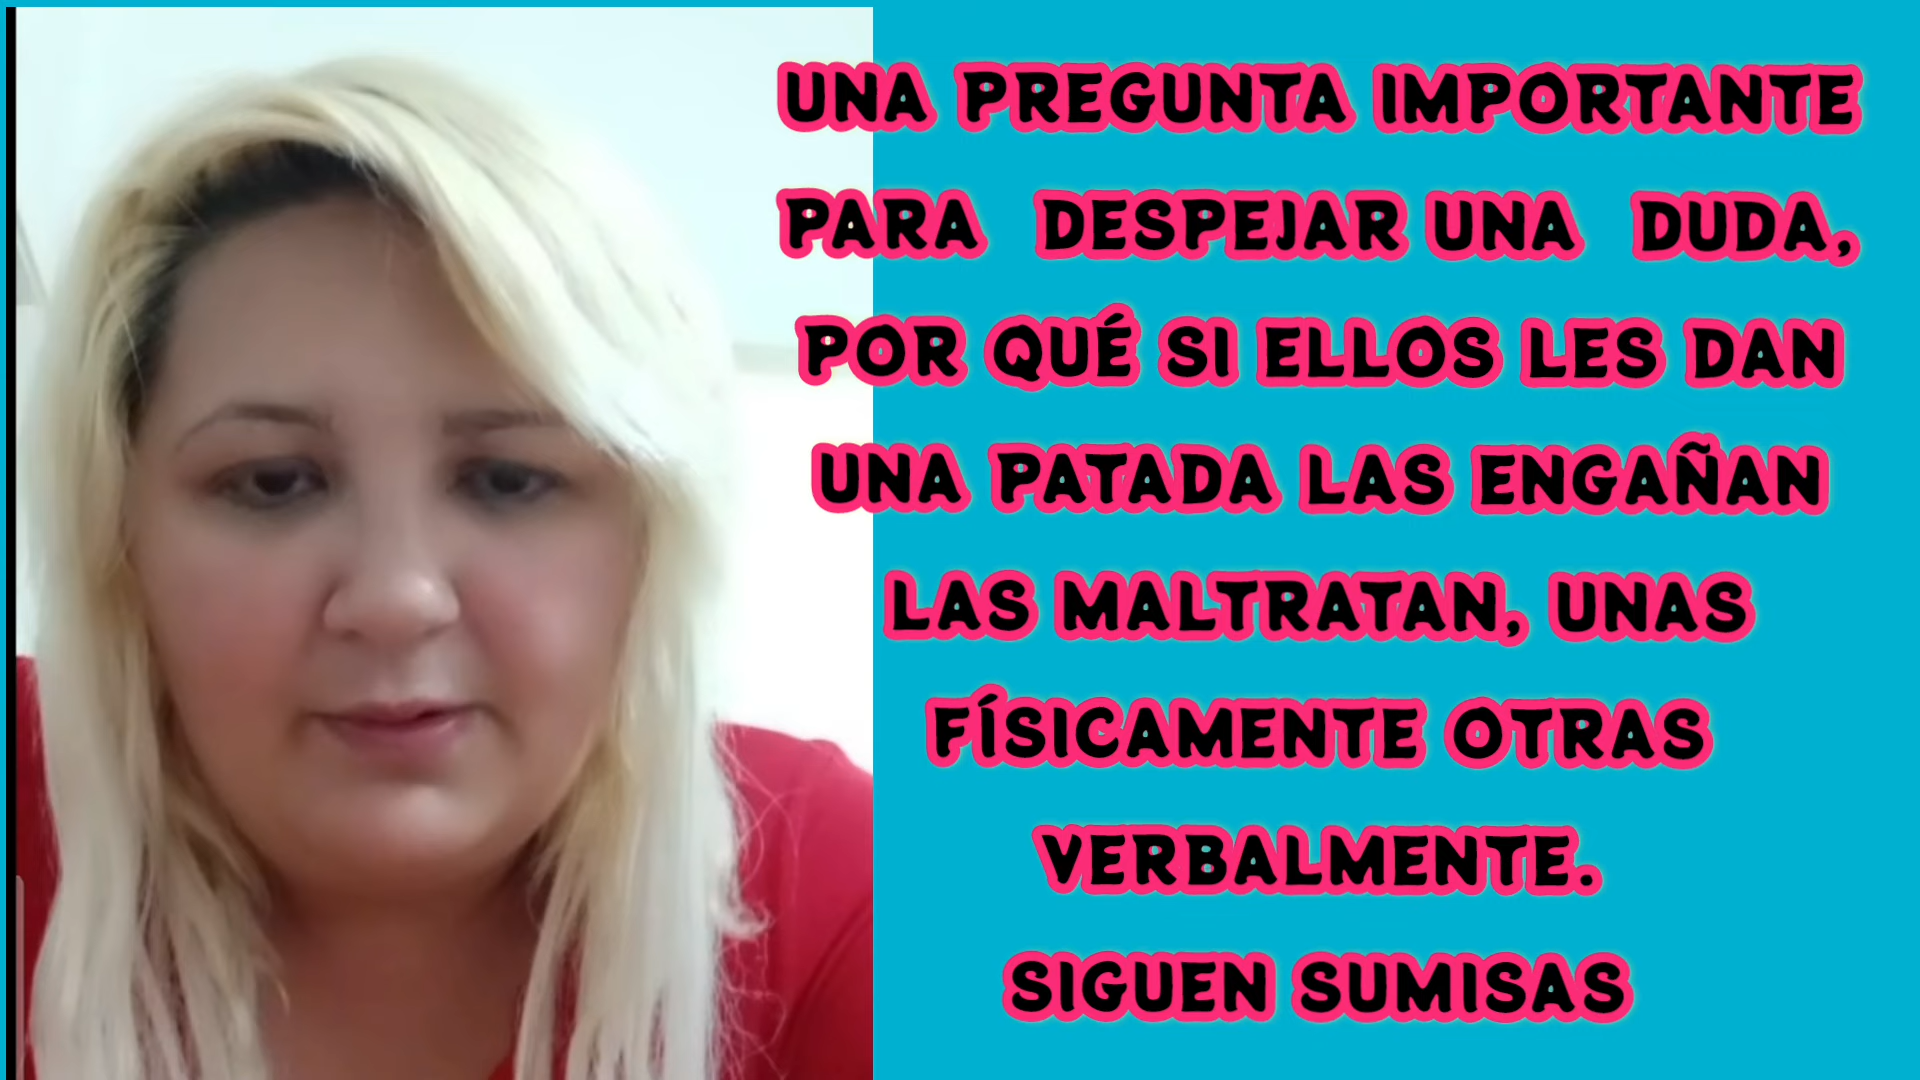 UNA PREGUNTA IMPORTANTE
PARA DESPEJAR UNA DUDA,
POR QUÉ SI ELLOS LES DAN
UNA PATADA LAS ENGAÑAN
LAS MALTRATAN, UNAS
FÍSICAMENTE OTRAS
VERBALMENTE.
SIGUEN SUMISAS